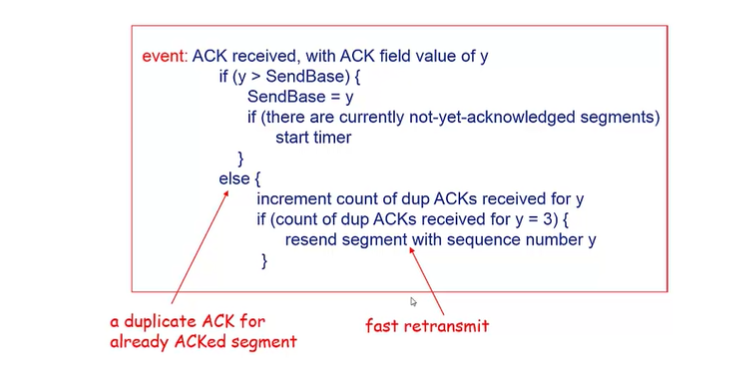 event: ACK received, with ACK field value of y
if (y > SendBase) {
SendBase = y
if (there are currently not-yet-acknowledged segments)
start timer
}
else {
increment count of dup ACKs received for y
if (count of dup ACKs received for y = 3) {
resend segment with sequence number y
}
a duplicate ACK for
already ACKed segment
fast retransmit